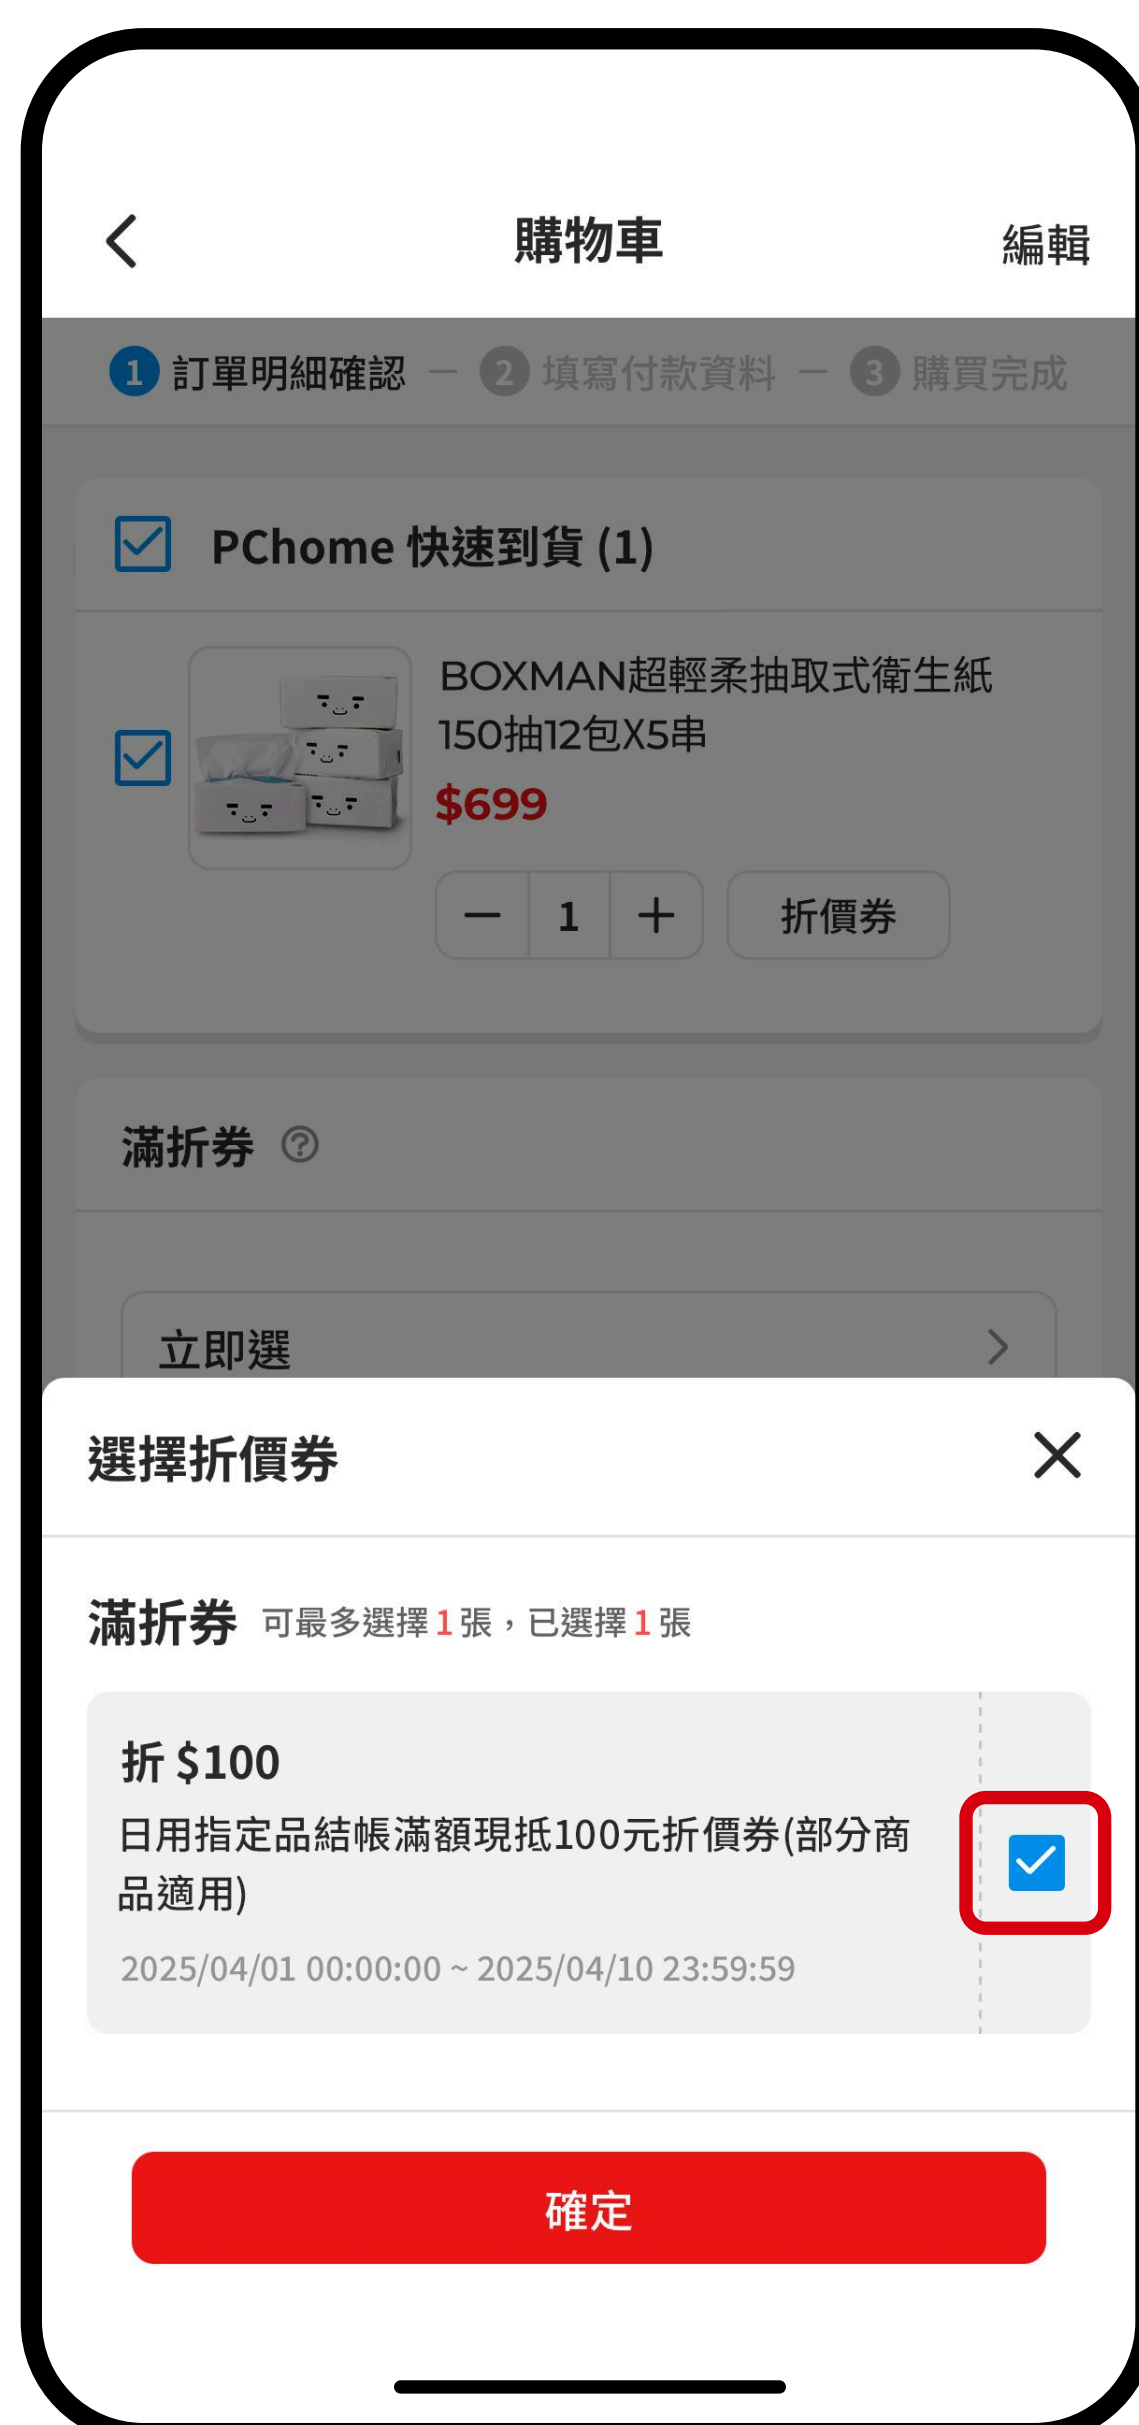 購物車
編輯
1 訂單明細確認 — 2 填寫付款資料 — 3 購買完成
PChome 快速到貨 (1)
BOXMAN超輕柔抽取式衛生紙
150抽12包X5串
$699
1
折價券
滿折券 ?
立即選
選擇折價券
滿折券 可最多選擇 1 張，已選擇 1 張
折 $100
日用指定品結帳滿額現抵100元折價券(部分商
品適用)
2025/04/01 00:00:00 ~ 2025/04/10 23:59:59
確定